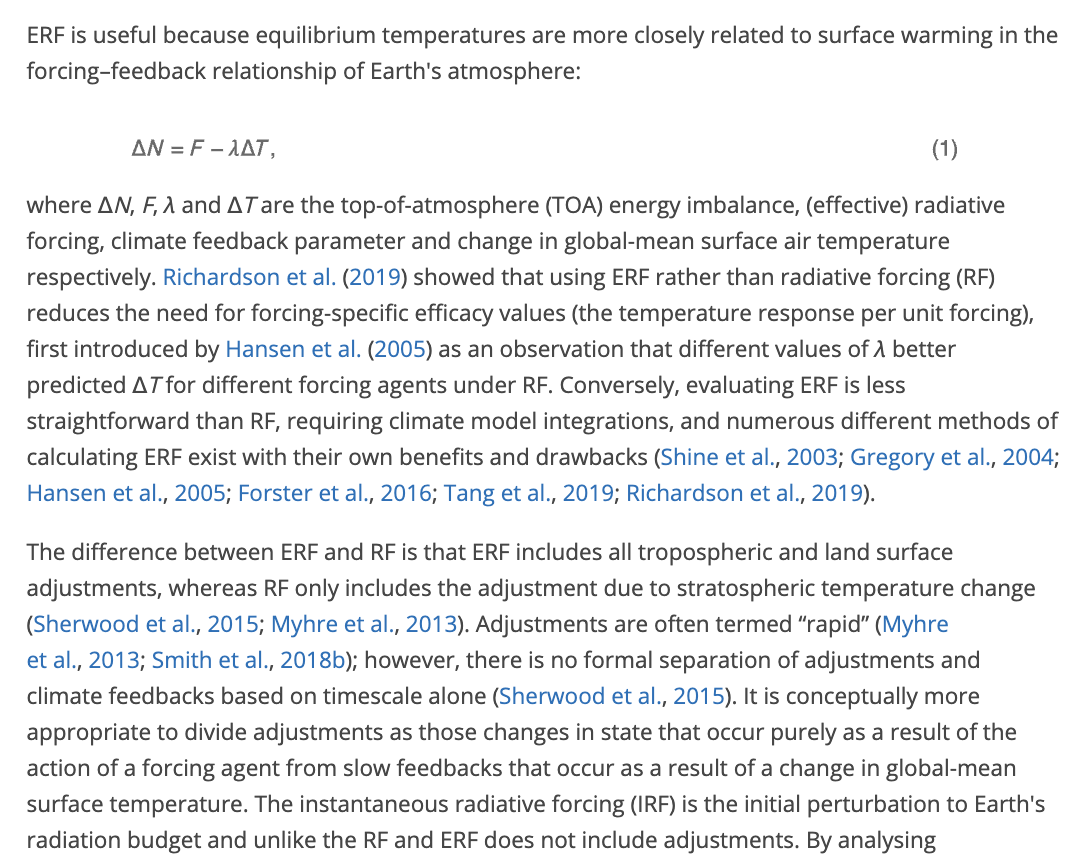 ERF is useful because equilibrium temperatures are more closely related to surface warming in the
forcing–feedback relationship of Earth's atmosphere:
ΔN = F − λΔT, (1)
where ΔN, F, λ and ΔT are the top-of-atmosphere (TOA) energy imbalance, (effective) radiative
forcing, climate feedback parameter and change in global-mean surface air temperature
respectively. Richardson et al. (2019) showed that using ERF rather than radiative forcing (RF)
reduces the need for forcing-specific efficacy values (the temperature response per unit forcing),
first introduced by Hansen et al. (2005) as an observation that different values of λ better
predicted ΔT for different forcing agents under RF. Conversely, evaluating ERF is less
straightforward than RF, requiring climate model integrations, and numerous different methods of
calculating ERF exist with their own benefits and drawbacks (Shine et al., 2003; Gregory et al., 2004;
Hansen et al., 2005; Forster et al., 2016; Tang et al., 2019; Richardson et al., 2019).
The difference between ERF and RF is that ERF includes all tropospheric and land surface
adjustments, whereas RF only includes the adjustment due to stratospheric temperature change
(Sherwood et al., 2015; Myhre et al., 2013). Adjustments are often termed “rapid” (Myhre
et al., 2013; Smith et al., 2018b); however, there is no formal separation of adjustments and
climate feedbacks based on timescale alone (Sherwood et al., 2015). It is conceptually more
appropriate to divide adjustments as those changes in state that occur purely as a result of the
action of a forcing agent from slow feedbacks that occur as a result of a change in global-mean
surface temperature. The instantaneous radiative forcing (IRF) is the initial perturbation to Earth's
radiation budget and unlike the RF and ERF does not include adjustments. By analysing